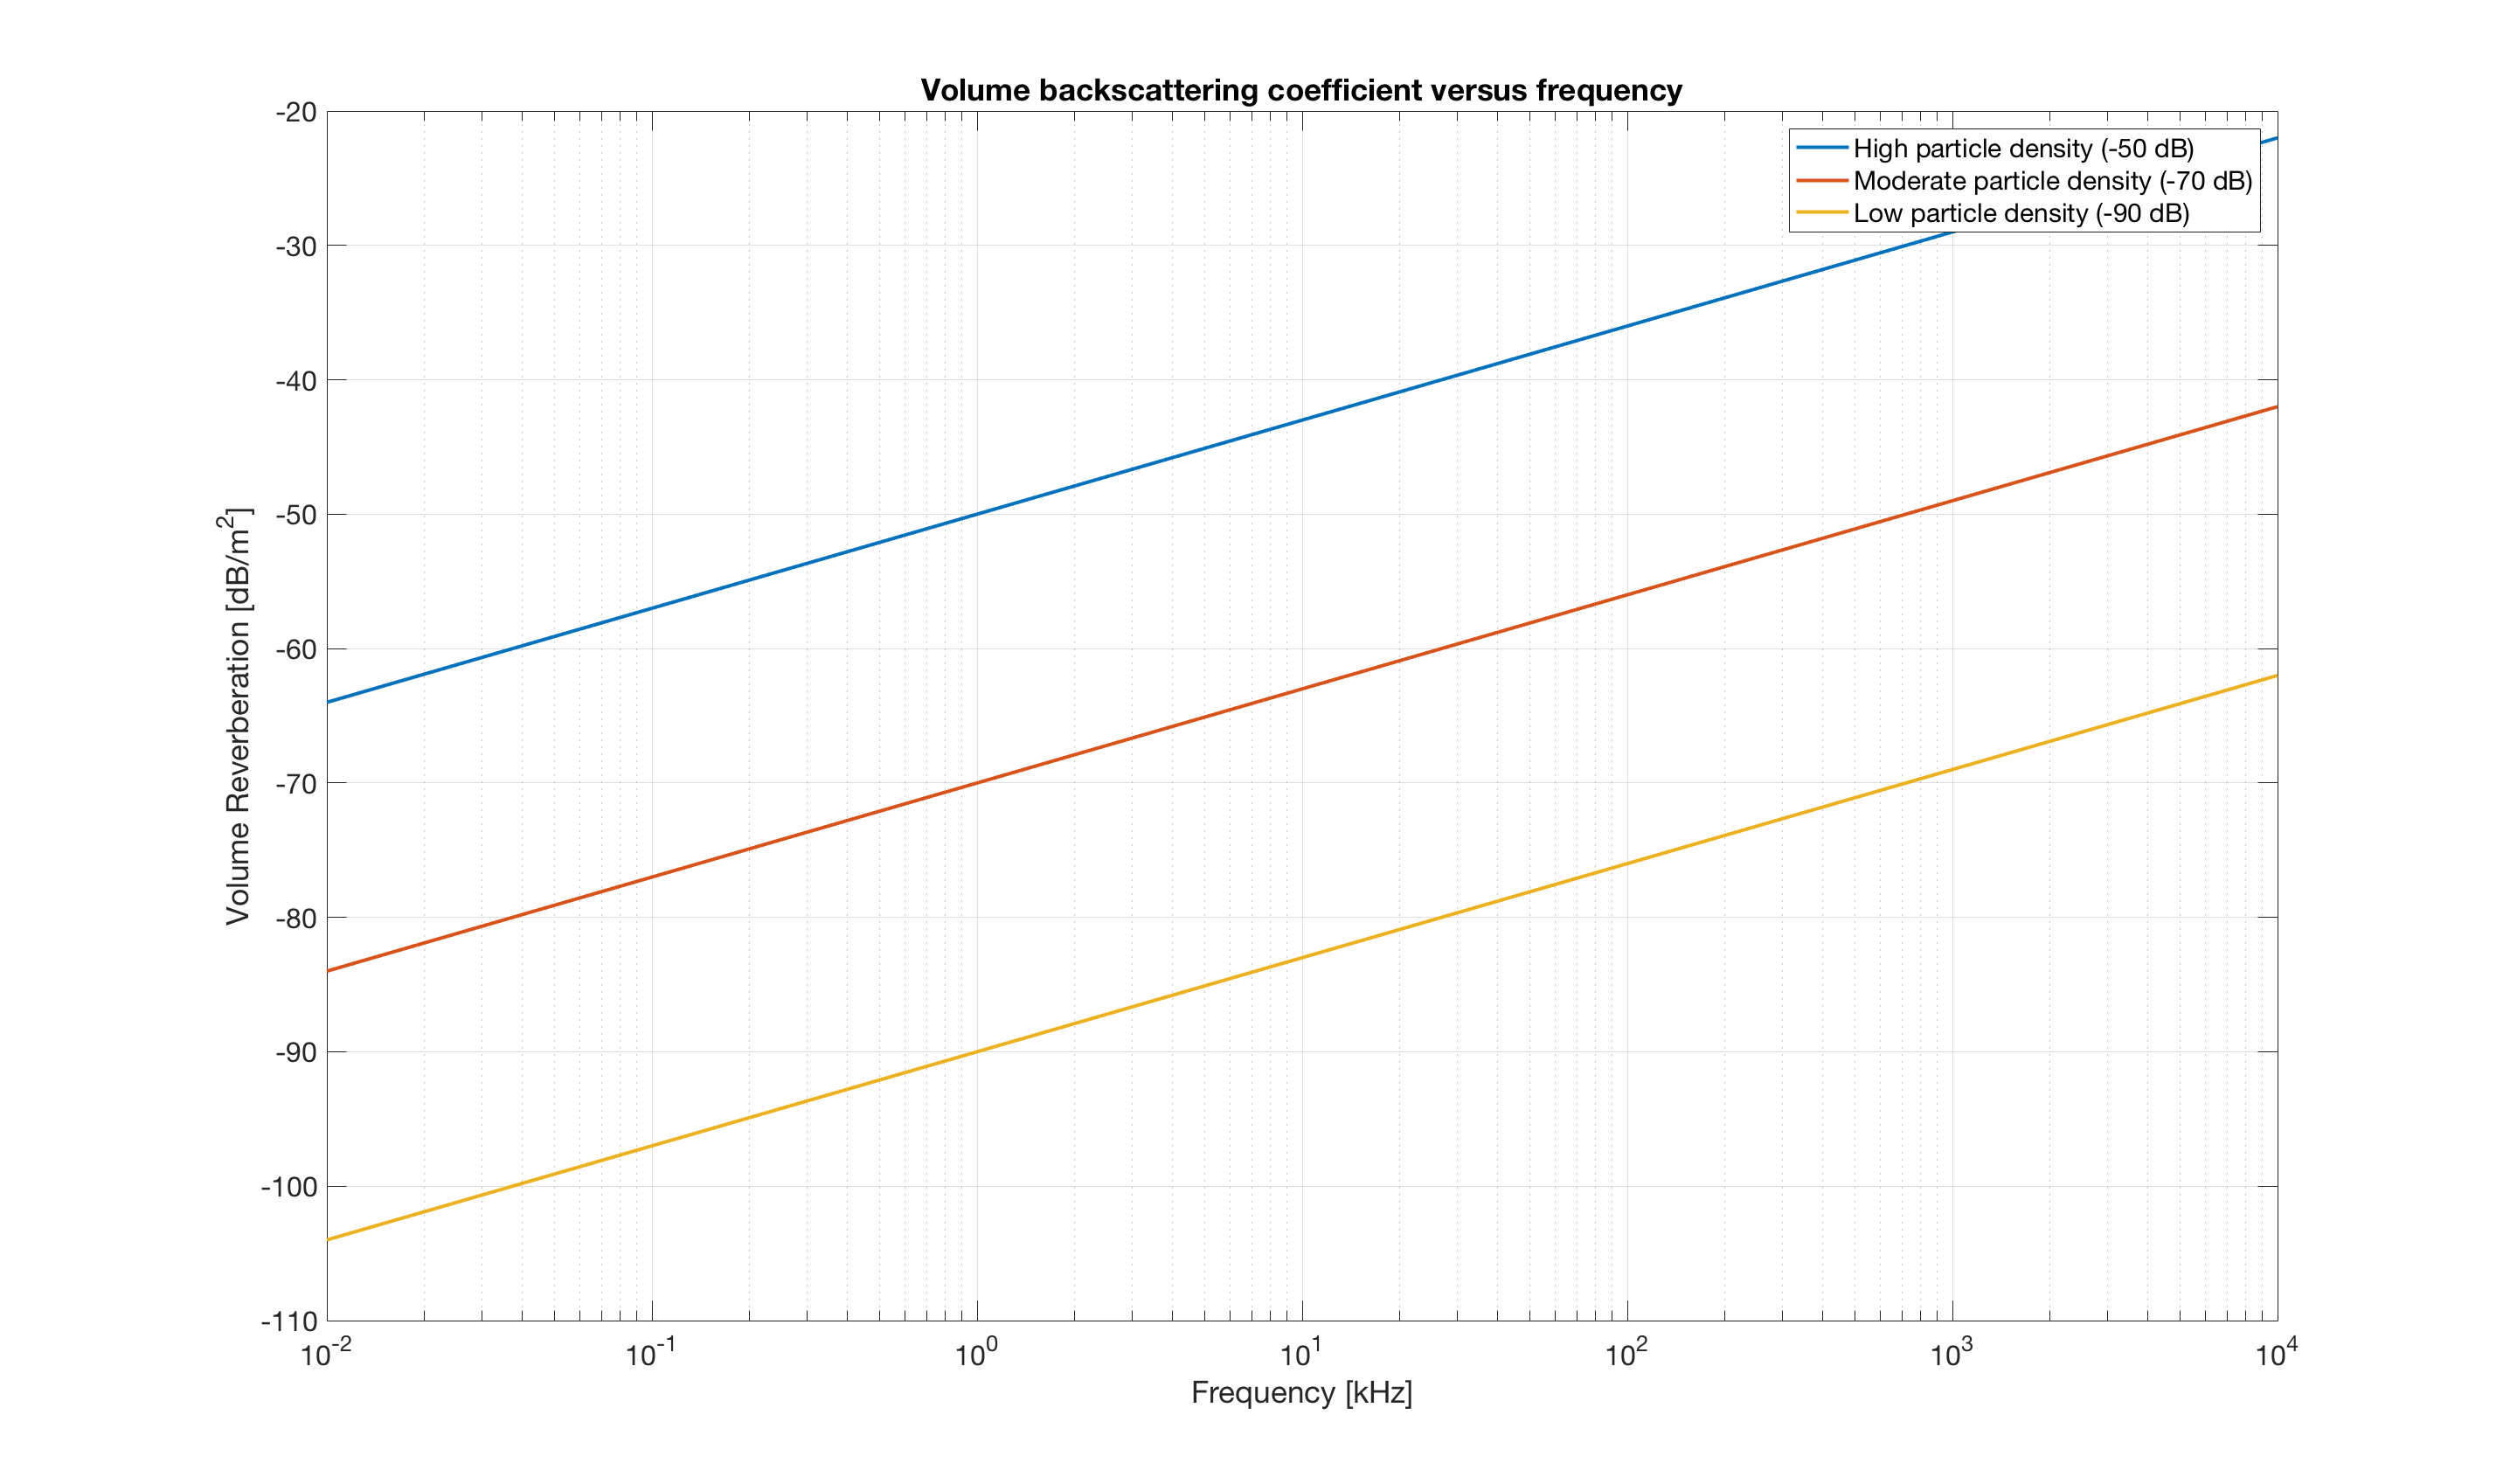 Volume backscattering coefficient versus frequency
High particle density (-50 dB)
Moderate particle density (-70 dB)
Low particle density (-90 dB)
-20
-30
-40
-50
-60
-70
-80
-90
-100
-110
Volume Reverberation [dB/m²]
10⁻² 10⁻¹ 10⁰ 10¹ 10² 10³ 10⁴
Frequency [kHz]